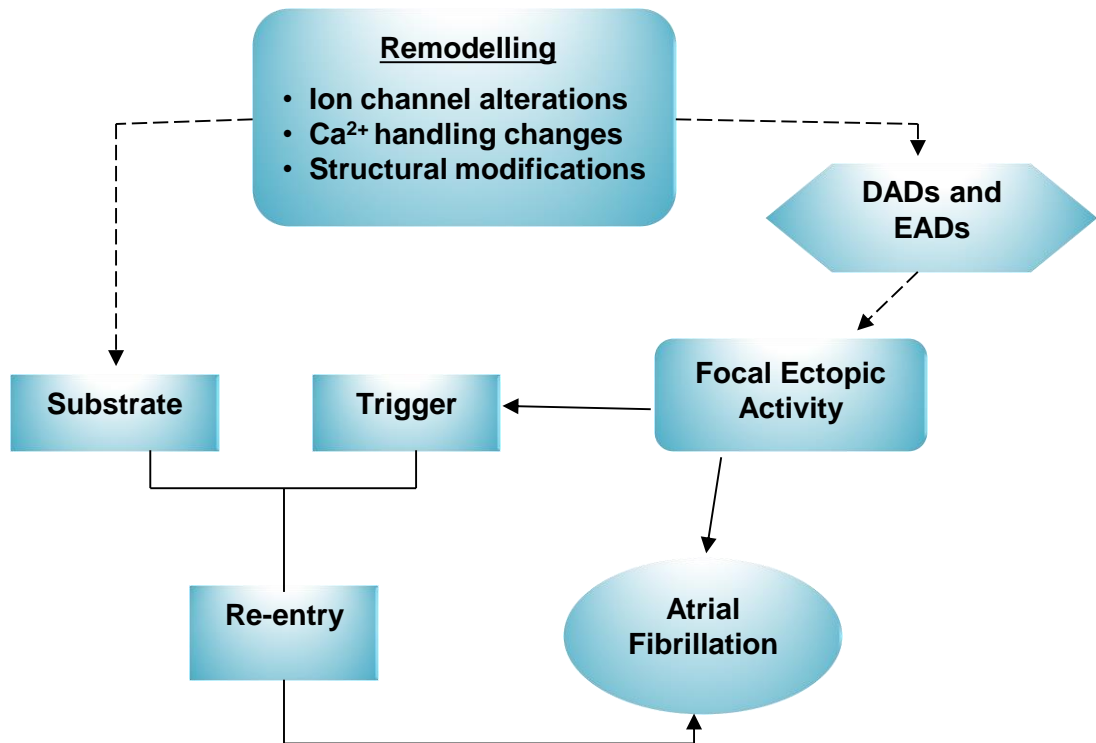 Remodelling
• Ion channel alterations
• Ca²⁺ handling changes
• Structural modifications
DADs and
EADs
Substrate
Trigger
Focal Ectopic
Activity
Re-entry
Atrial
Fibrillation